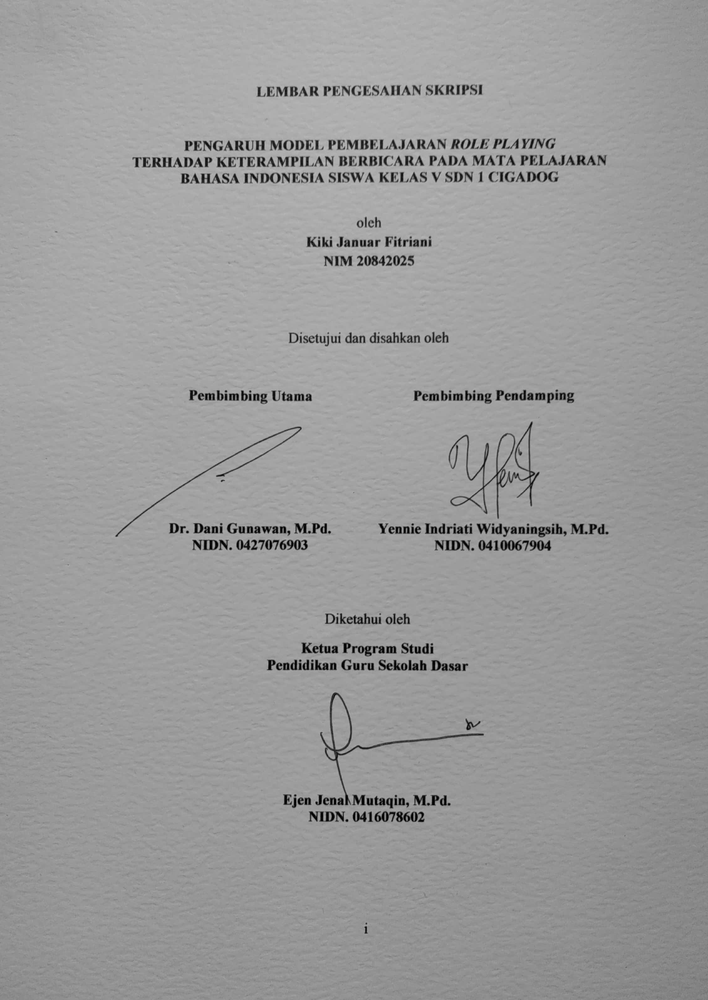 LEMBAR PENGESAHAN SKRIPSI
PENGARUH MODEL PEMBELAJARAN ROLE PLAYING
TERHADAP KETERAMPILAN BERBICARA PADA MATA PELAJARAN
BAHASA INDONESIA SISWA KELAS V SDN 1 CIGADOG
oleh
Kiki Januar Fitriani
NIM 20842025
Disetujui dan disahkan oleh
Pembimbing Utama
Pembimbing Pendamping
Dr. Dani Gunawan, M.Pd.
NIDN. 0427076903
Yennie Indriati Widyaningsih, M.Pd.
NIDN. 0410067904
Diketahui oleh
Ketua Program Studi
Pendidikan Guru Sekolah Dasar
Ejen Jenal Mutaqin, M.Pd.
NIDN. 0416078602
i